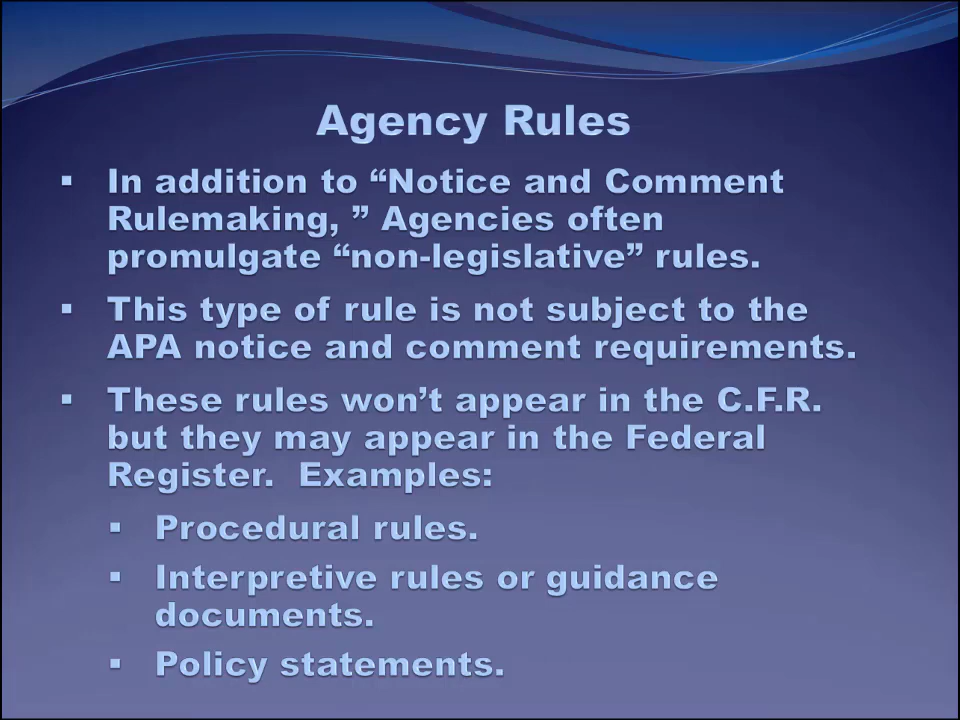 Agency Rules
▪ In addition to “Notice and Comment
Rulemaking, ” Agencies often
promulgate “non-legislative” rules.
▪ This type of rule is not subject to the
APA notice and comment requirements.
▪ These rules won’t appear in the C.F.R.
but they may appear in the Federal
Register.  Examples:
▪ Procedural rules.
▪ Interpretive rules or guidance
documents.
▪ Policy statements.